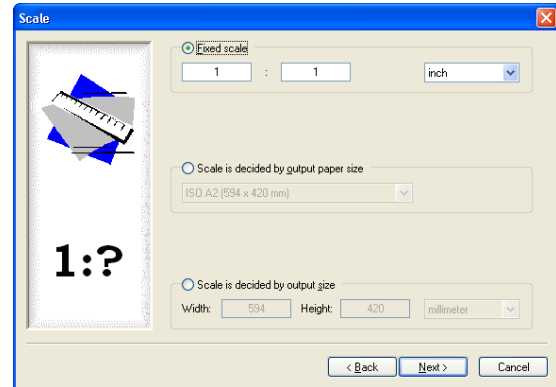 Scale
Fixed scale
1 : 1 inch
Scale is decided by output paper size
ISO A2 (594 x 420 mm)
1:?
Scale is decided by output size
Width: 594 Height: 420 millimeter
< Back Next > Cancel